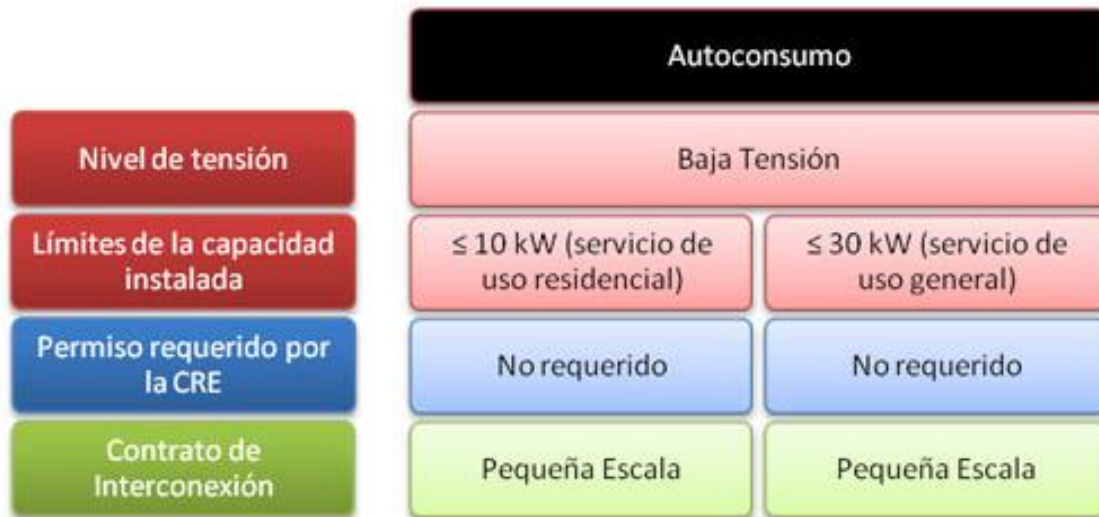 Autoconsumo
Nivel de tensión
Baja Tensión
Límites de la capacidad
instalada
≤ 10 kW (servicio de
uso residencial)
≤ 30 kW (servicio de
uso general)
Permiso requerido por
la CRE
No requerido
No requerido
Contrato de
Interconexión
Pequeña Escala
Pequeña Escala